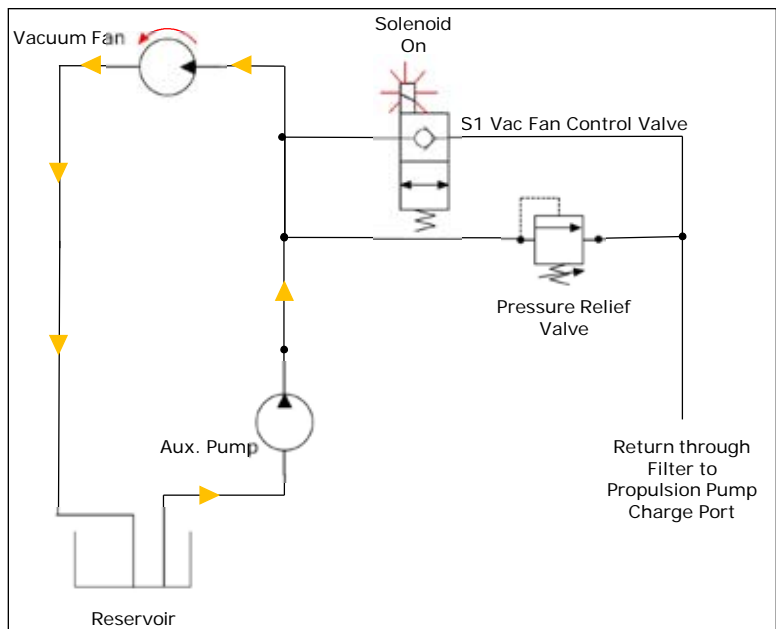 Solenoid
On
Vacuum Fan
S1 Vac Fan Control Valve
Pressure Relief
Valve
Aux. Pump
Return through
Filter to
Propulsion Pump
Charge Port
Reservoir